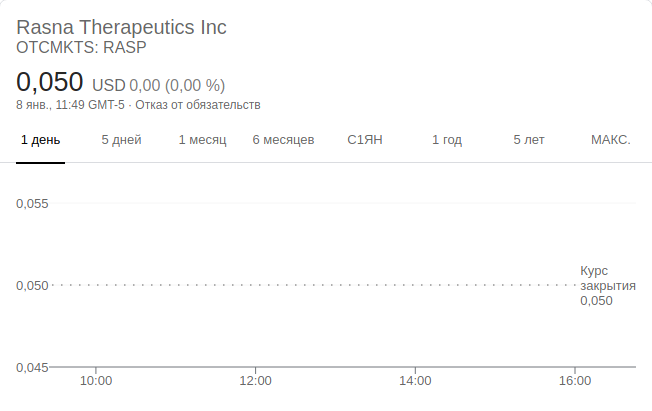 Rasna Therapeutics Inc
OTCMKTS: RASP
0,050 USD 0,00 (0,00 %)
8 янв., 11:49 GMT-5 · Отказ от обязательств
1 день 5 дней 1 месяц 6 месяцев С1ЯН 1 год 5 лет МАКС.
0,055
Курс
0,050 закрытия
0,050
0,045
10:00 12:00 14:00 16:00